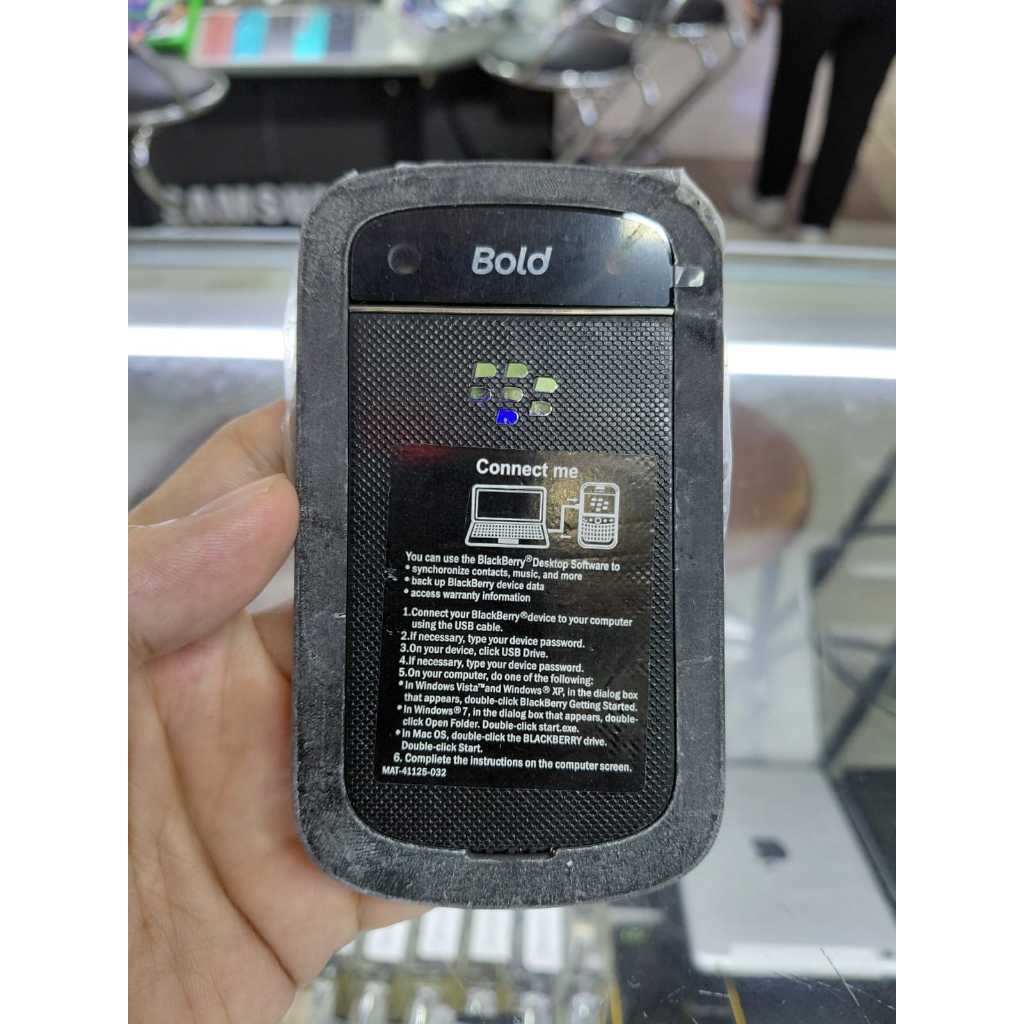 SAMSU
Bold
Connect me
You can use the BlackBerry® Desktop Software to
• synchoronize contacts, music, and more
• back up BlackBerry device data
• access warranty information
1.Connect your BlackBerry® device to your computer
using the USB cable.
2.If necessary, type your device password.
3.On your device, click USB Drive.
4.If necessary, type your device password.
5.On your computer, do one of the following:
• In Windows Vista™ and Windows® XP, in the dialog box
that appears, double-click BlackBerry Getting Started.
• In Windows® 7, in the dialog box that appears, double-
click Open Folder. Double-click start.exe.
• In Mac OS, double-click the BLACKBERRY drive.
Double-click Start.
6. Complete the instructions on the computer screen.
MAT-41125-032